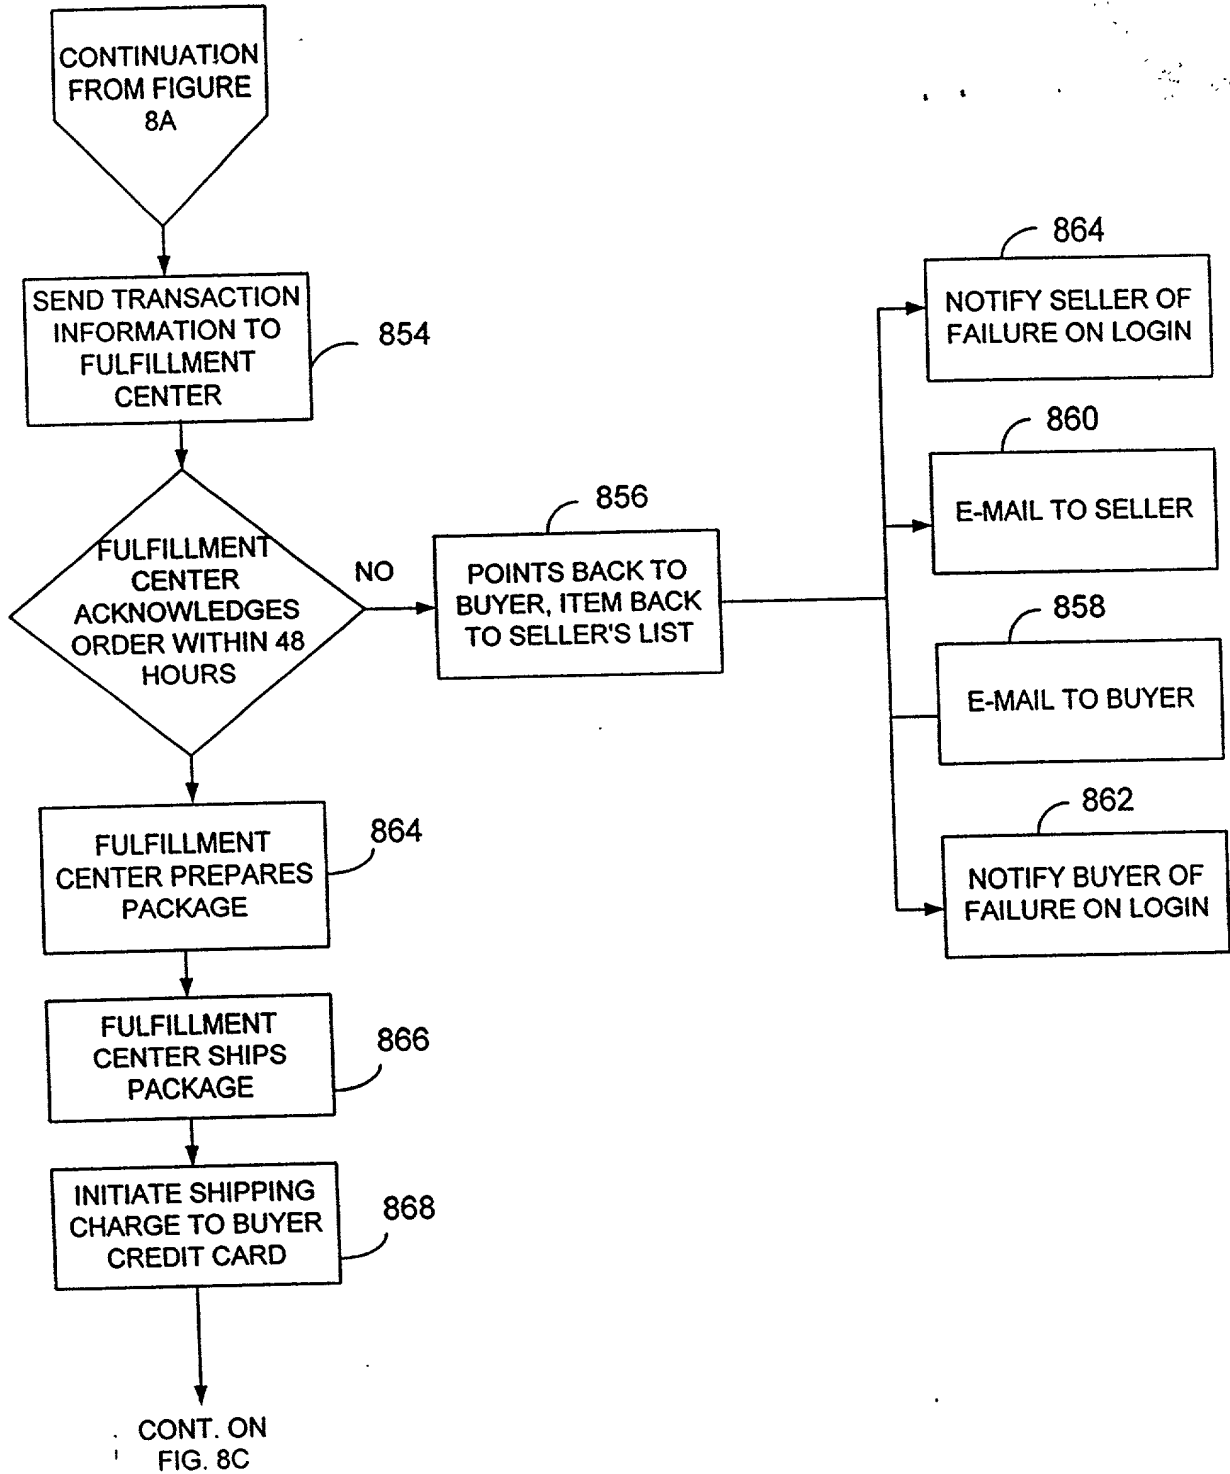 CONTINUATION
FROM FIGURE
8A
SEND TRANSACTION
INFORMATION TO
FULFILLMENT
CENTER
854
FULFILLMENT
CENTER
ACKNOWLEDGES
ORDER WITHIN 48
HOURS
NO
856
POINTS BACK TO
BUYER, ITEM BACK
TO SELLER'S LIST
864
NOTIFY SELLER OF
FAILURE ON LOGIN
860
E-MAIL TO SELLER
858
E-MAIL TO BUYER
862
NOTIFY BUYER OF
FAILURE ON LOGIN
FULFILLMENT
CENTER PREPARES
PACKAGE
864
FULFILLMENT
CENTER SHIPS
PACKAGE
866
INITIATE SHIPPING
CHARGE TO BUYER
CREDIT CARD
868
CONT. ON
FIG. 8C